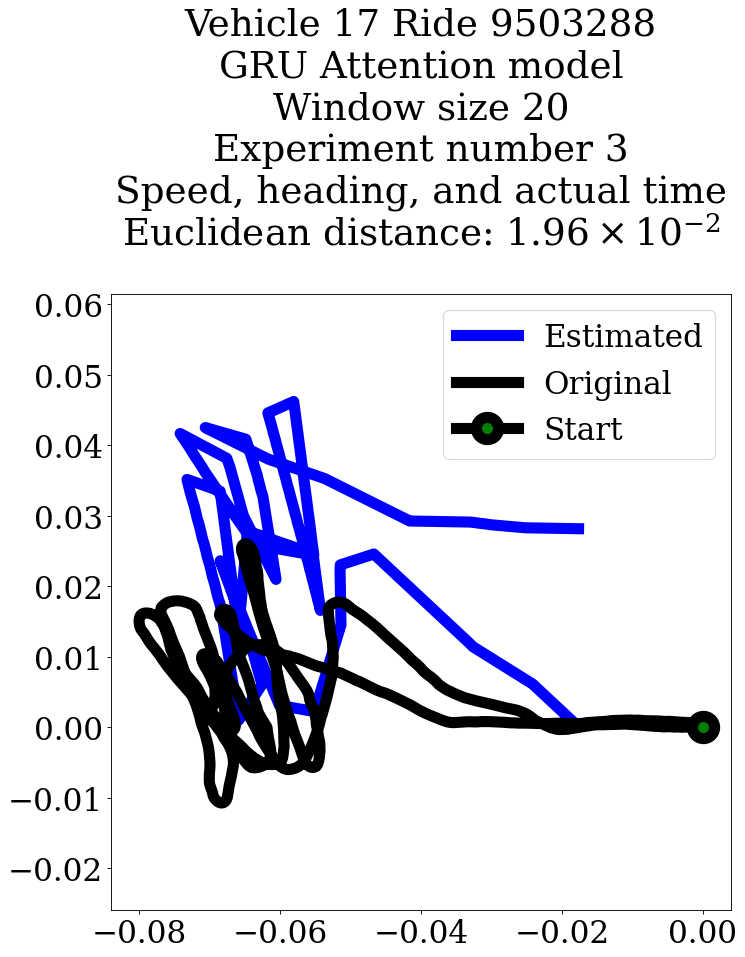 Vehicle 17 Ride 9503288
GRU Attention model
Window size 20
Experiment number 3
Speed, heading, and actual time
Euclidean distance: 1.96 × 10⁻²
0.06
0.05
0.04
0.03
0.02
0.01
0.00
−0.01
−0.02
Estimated
Original
Start
−0.08
−0.06
−0.04
−0.02
0.00